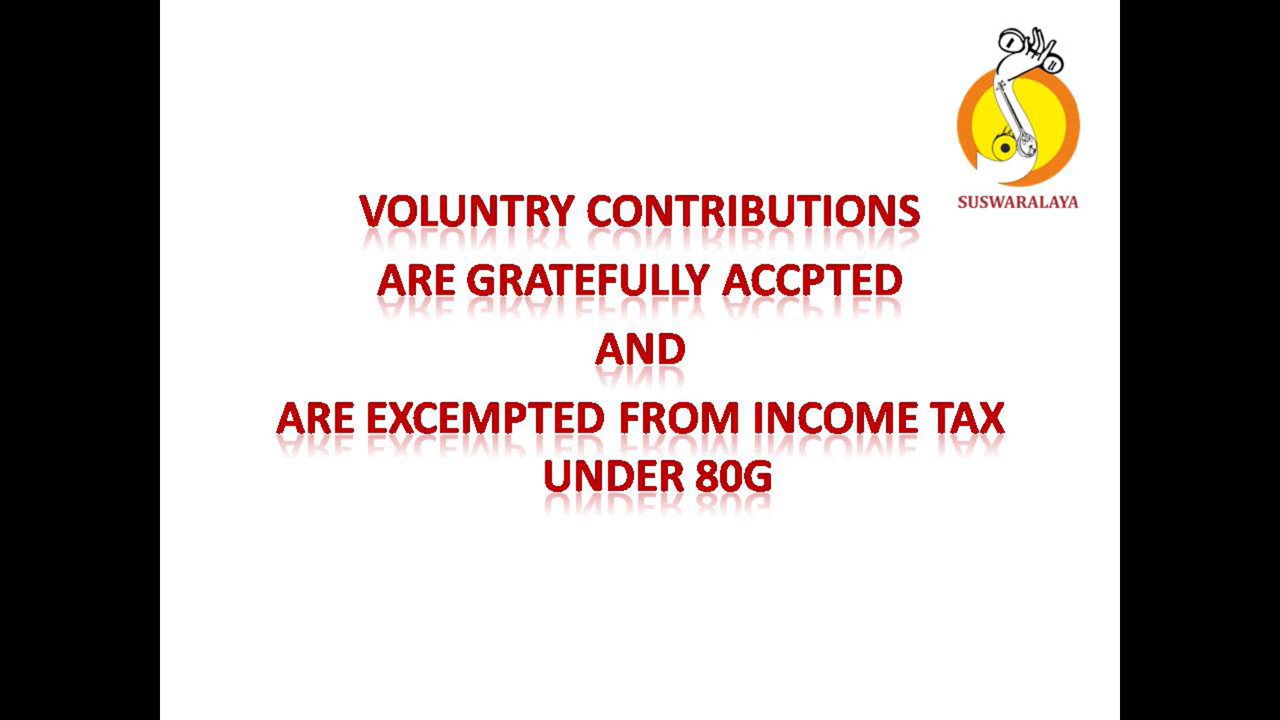 SUSWARALAYA
VOLUNTRY CONTRIBUTIONS
ARE GRATEFULLY ACCPTED
AND
ARE EXCEMPTED FROM INCOME TAX
UNDER 80G